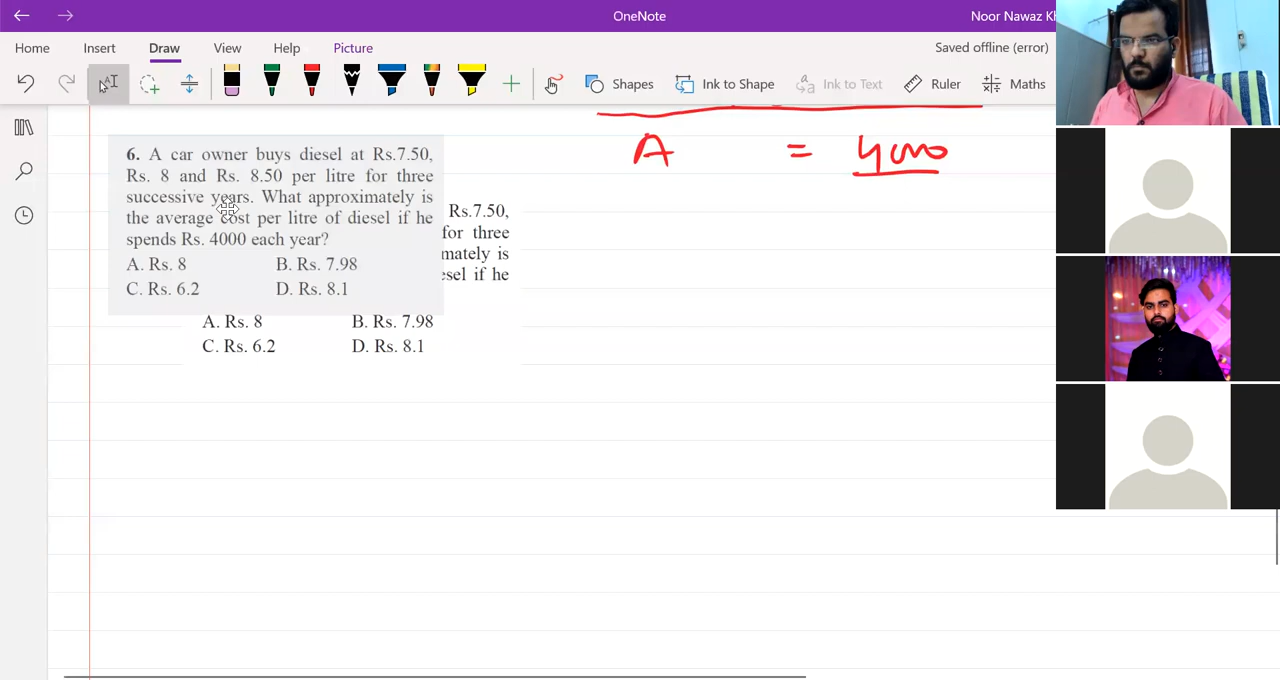 OneNote
Noor Nawaz Kh
Home Insert Draw View Help Picture
Saved offline (error)
Shapes Ink to Shape Ink to Text Ruler Maths
A = 4000
6. A car owner buys diesel at Rs.7.50,
Rs. 8 and Rs. 8.50 per litre for three
successive years. What approximately is
the average cost per litre of diesel if he
spends Rs. 4000 each year?
A. Rs. 8 B. Rs. 7.98
C. Rs. 6.2 D. Rs. 8.1
Rs.7.50,
for three
mately is
esel if he
A. Rs. 8 B. Rs. 7.98
C. Rs. 6.2 D. Rs. 8.1